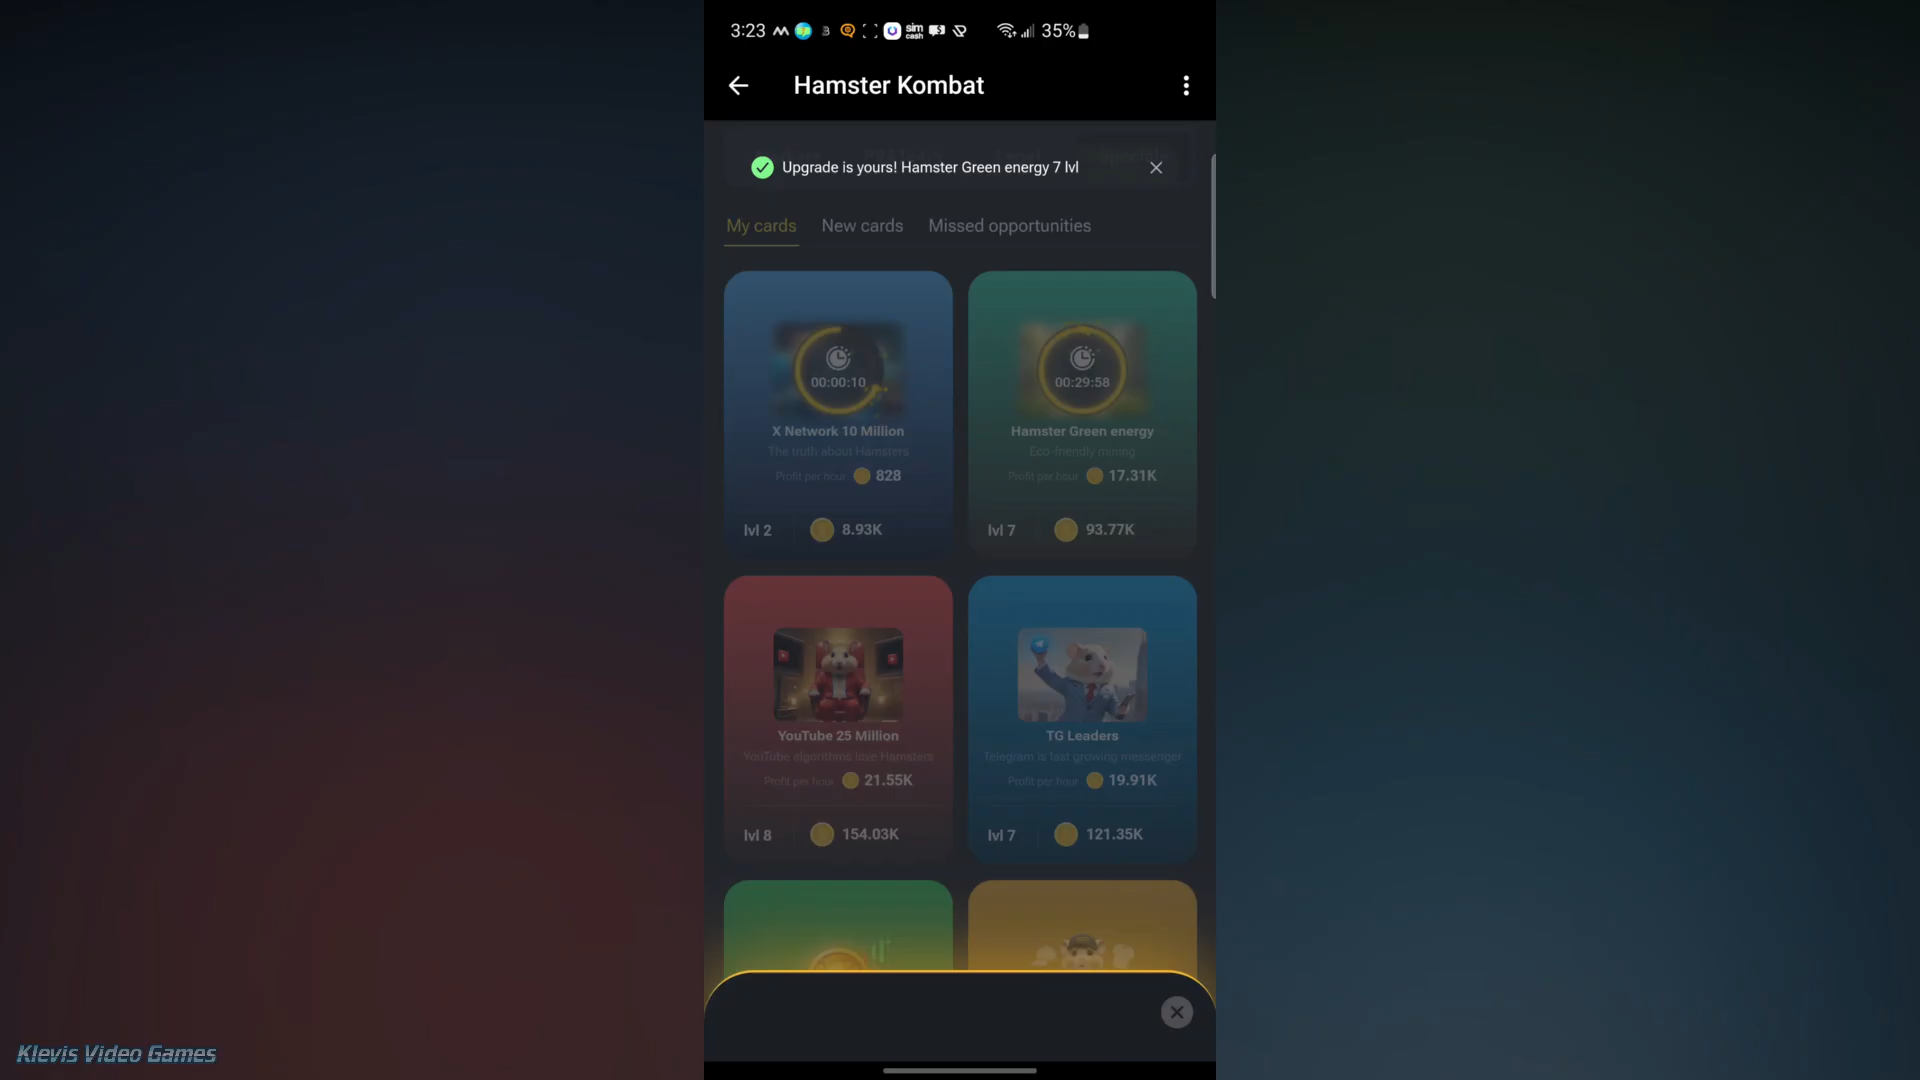 3:23 sim cash 35%
Hamster Kombat
Upgrade is yours! Hamster Green energy 7 lvl
My cards New cards Missed opportunities
00:00:10 00:29:58
X Network 10 Million Hamster Green energy
The truth about Hamsters Eco-friendly mining
Profit per hour 828 Profit per hour 17.31K
lvl 2 8.93K lvl 7 93.77K
YouTube 25 Million TG Leaders
YouTube algorithms love Hamsters Telegram is fast growing messenger
Profit per hour 21.55K Profit per hour 19.91K
lvl 8 154.03K lvl 7 121.35K
Klevis Video Games